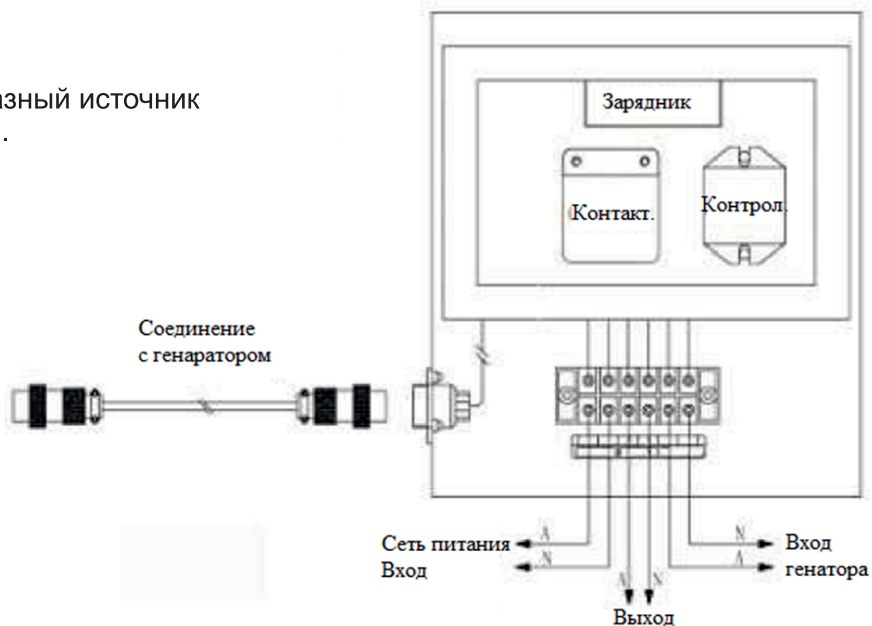 азный источник
.
Зарядник
Контакт.
Контрол.
Соединение
с генаратором
Сеть питания
Вход
A
N
A
N
N
A
Вход
генатора
Выход